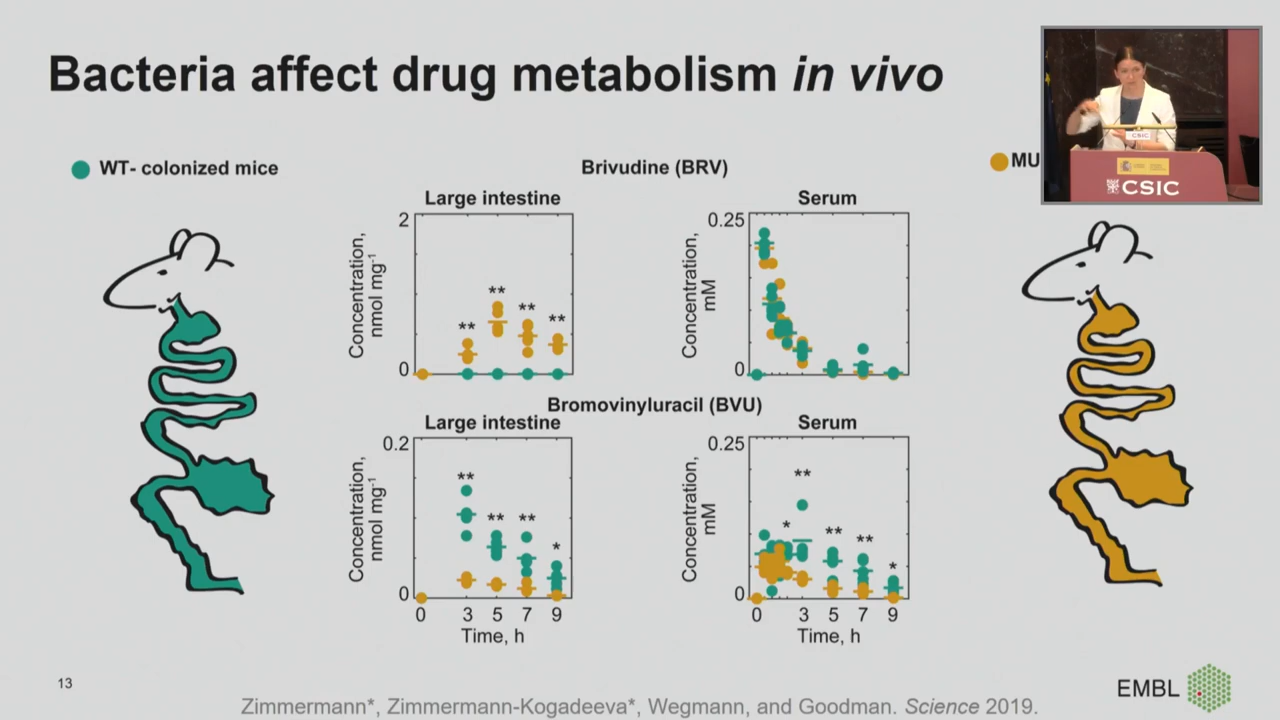 Bacteria affect drug metabolism in vivo
WT- colonized mice
Brivudine (BRV)
MU
CSIC
CSIC
Large intestine
Serum
Concentration,
nmol mg-1
2
0
** ** ** **
Concentration,
mM
0.25
0
Bromovinyluracil (BVU)
Large intestine
Serum
Concentration,
nmol mg-1
0.2
0
** ** ** *
0 3 5 7 9
Time, h
Concentration,
mM
0.25
0
* ** ** ** *
0 3 5 7 9
Time, h
13
EMBL
Zimmermann*, Zimmermann-Kogadeeva*, Wegmann, and Goodman. Science 2019.